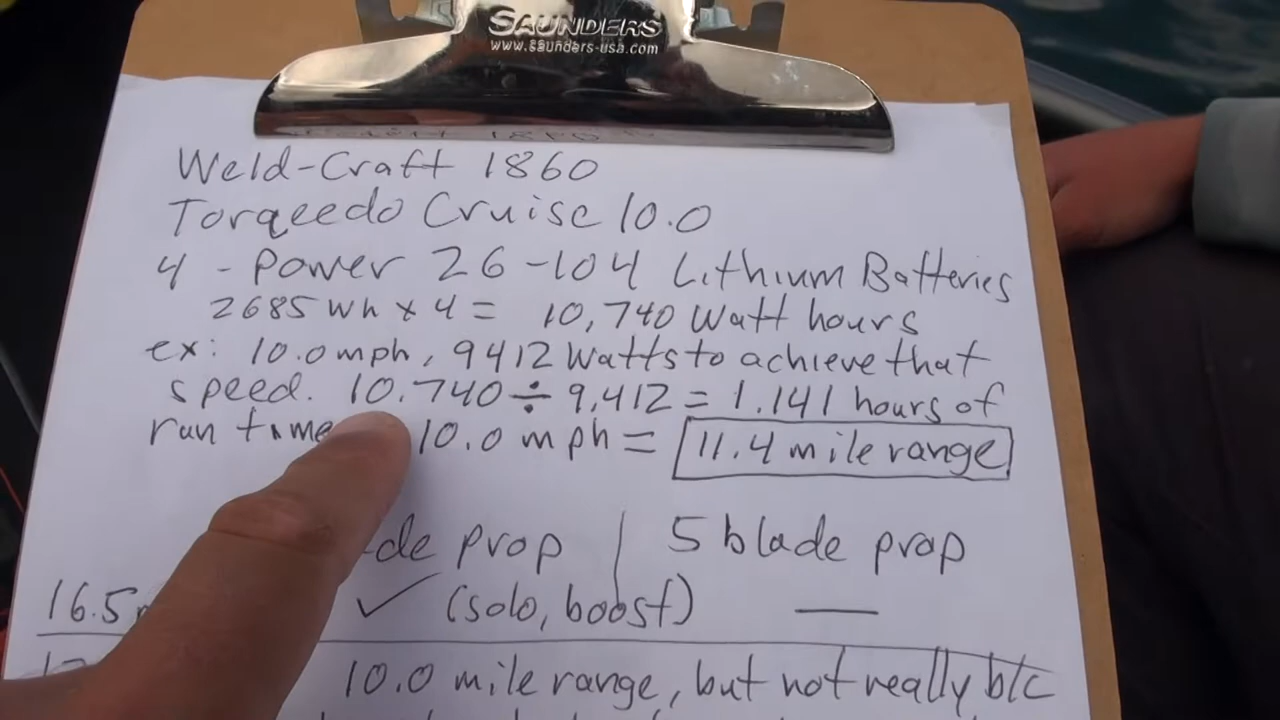 SAUNDERS
www.saunders-usa.com
Weld-Craft 1860
Torqeedo Cruise 10.0
4 - Power 26-104 Lithium Batteries
2685 Wh x 4 = 10,740 Watt hours
ex: 10.0 mph, 9412 Watts to achieve that
speed. 10.740 ÷ 9,412 = 1.141 hours of
run time 10.0 mph = 11.4 mile range
prop | 5 blade prop
16.5 ✓ (solo, boost) —
10.0 mile range, but not really b/c